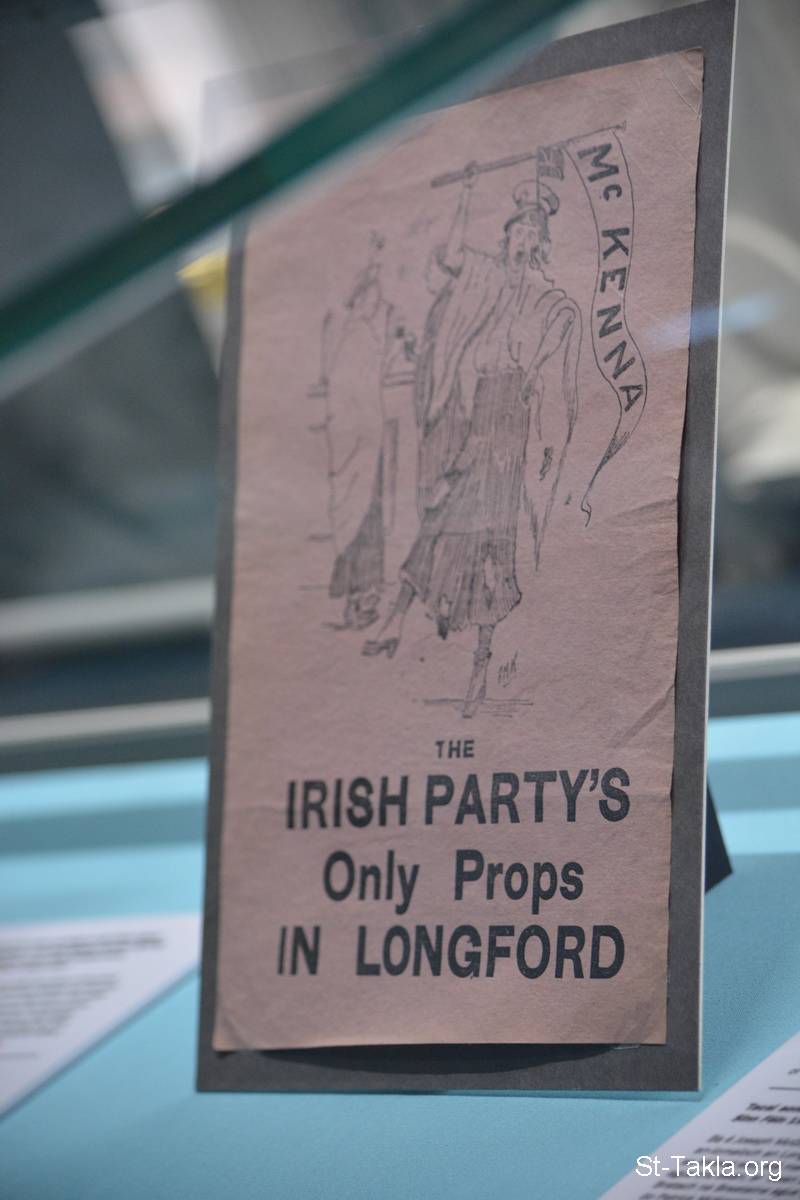 Mc KENNA
THE
IRISH PARTY'S
Only Props
IN LONGFORD
St-Takla.org